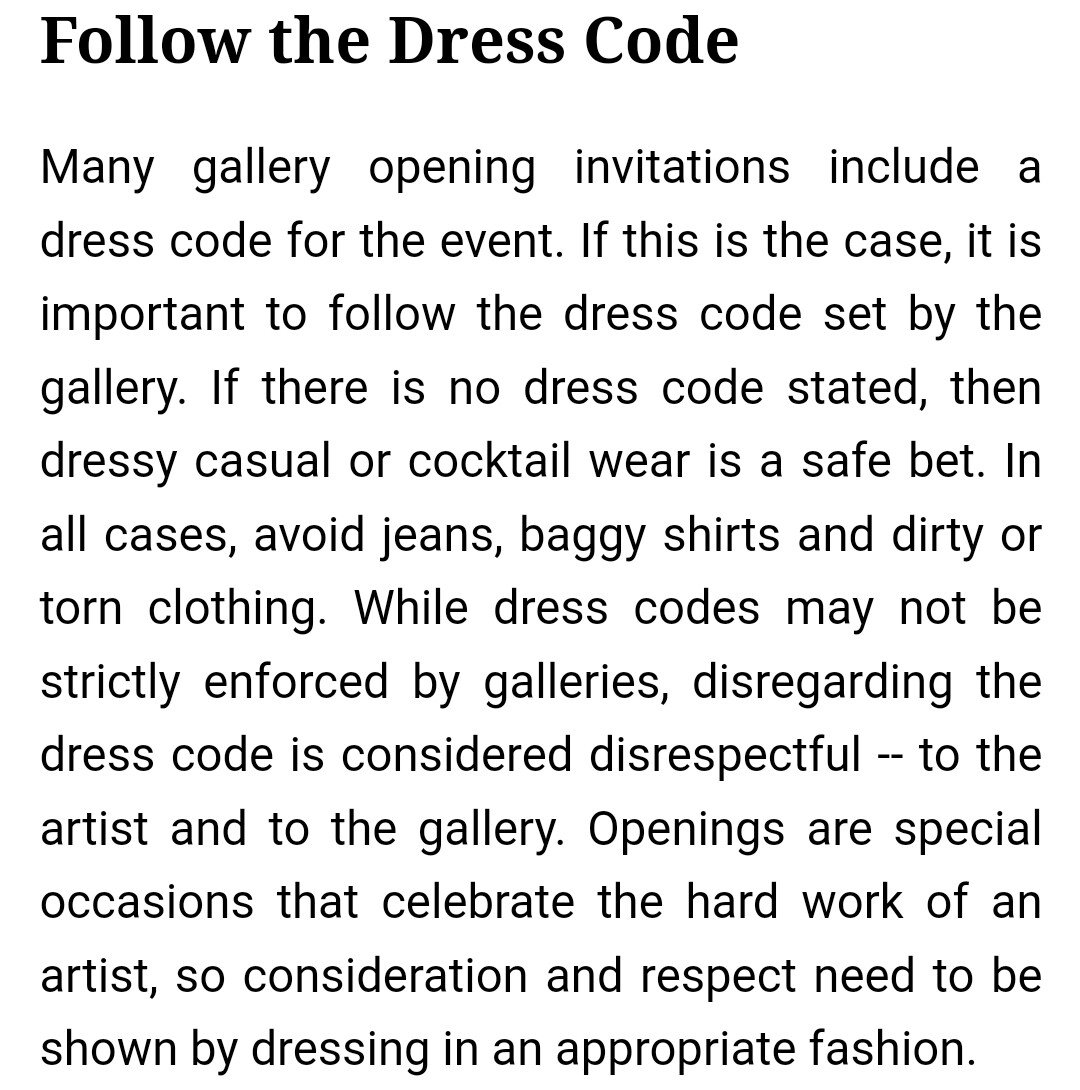 Follow the Dress Code
Many gallery opening invitations include a
dress code for the event. If this is the case, it is
important to follow the dress code set by the
gallery. If there is no dress code stated, then
dressy casual or cocktail wear is a safe bet. In
all cases, avoid jeans, baggy shirts and dirty or
torn clothing. While dress codes may not be
strictly enforced by galleries, disregarding the
dress code is considered disrespectful -- to the
artist and to the gallery. Openings are special
occasions that celebrate the hard work of an
artist, so consideration and respect need to be
shown by dressing in an appropriate fashion.